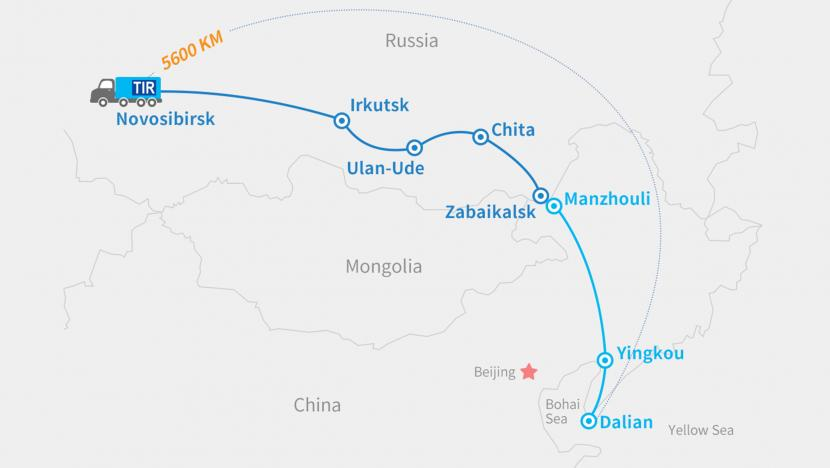 5600 KM
Russia
TIR
Novosibirsk
Irkutsk
Chita
Ulan-Ude
Manzhouli
Zabaikalsk
Mongolia
Yingkou
Beijing
China
Bohai
Sea
Dalian
Yellow Sea